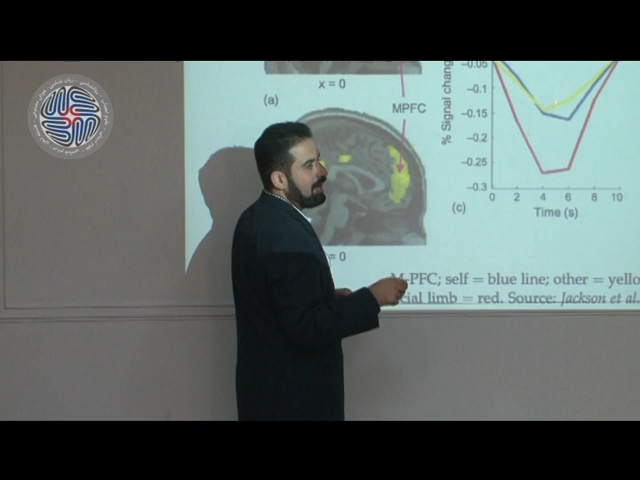 x = 0
(a)
MPFC
= 0
% Signal chang
−0.05
−0.1
−0.15
−0.2
−0.25
−0.3
0
2
4
6
8
10
(c)
Time (s)
M-PFC; self = blue line; other = yello
cial limb = red. Source: Jackson et al.